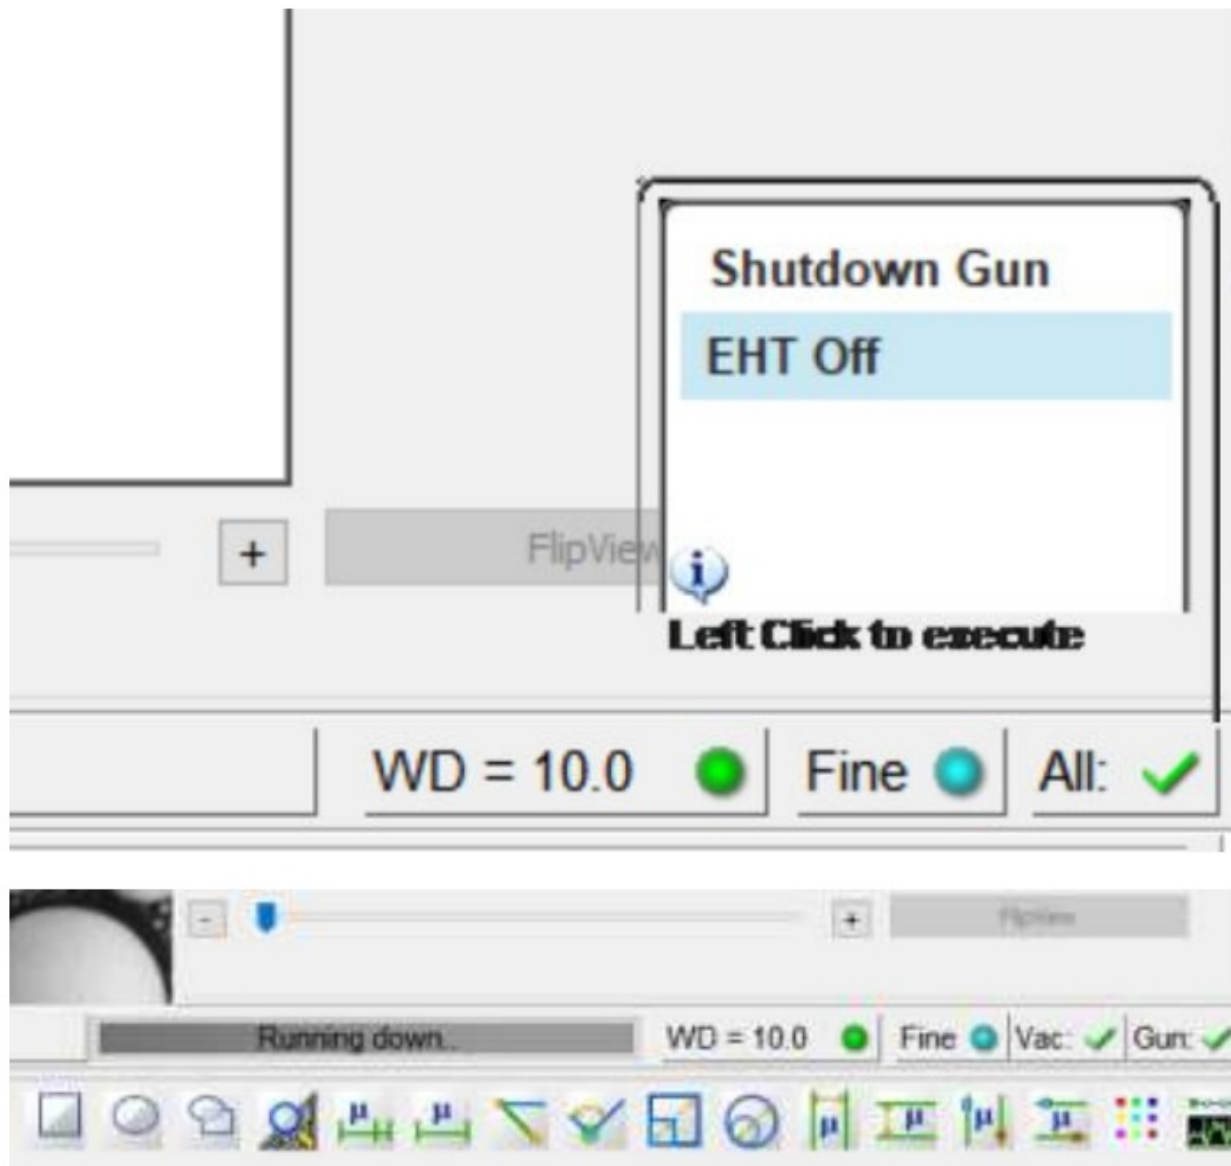 Shutdown Gun
EHT Off
+ FlipView
Left Click to execute
WD = 10.0 Fine All:
- + FlipView
Running down.. WD = 10.0 Fine Vac: Gun:
µ µ µ µ µ µ